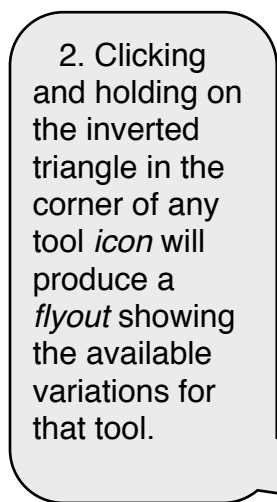 2. Clicking
and holding on
the inverted
triangle in the
corner of any
tool icon will
produce a
flyout showing
the available
variations for
that tool.